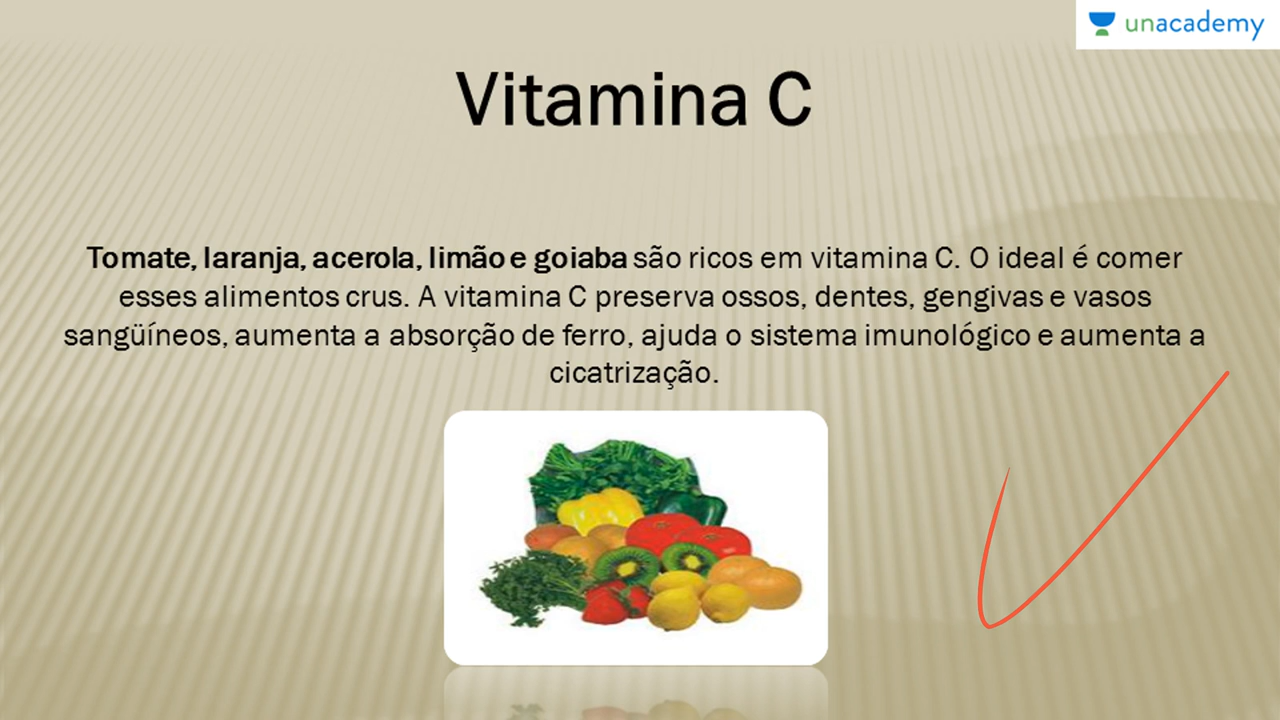 unacademy
Vitamina C
Tomate, laranja, acerola, limão e goiaba são ricos em vitamina C. O ideal é comer
esses alimentos crus. A vitamina C preserva ossos, dentes, gengivas e vasos
sangüíneos, aumenta a absorção de ferro, ajuda o sistema imunológico e aumenta a
cicatrização.